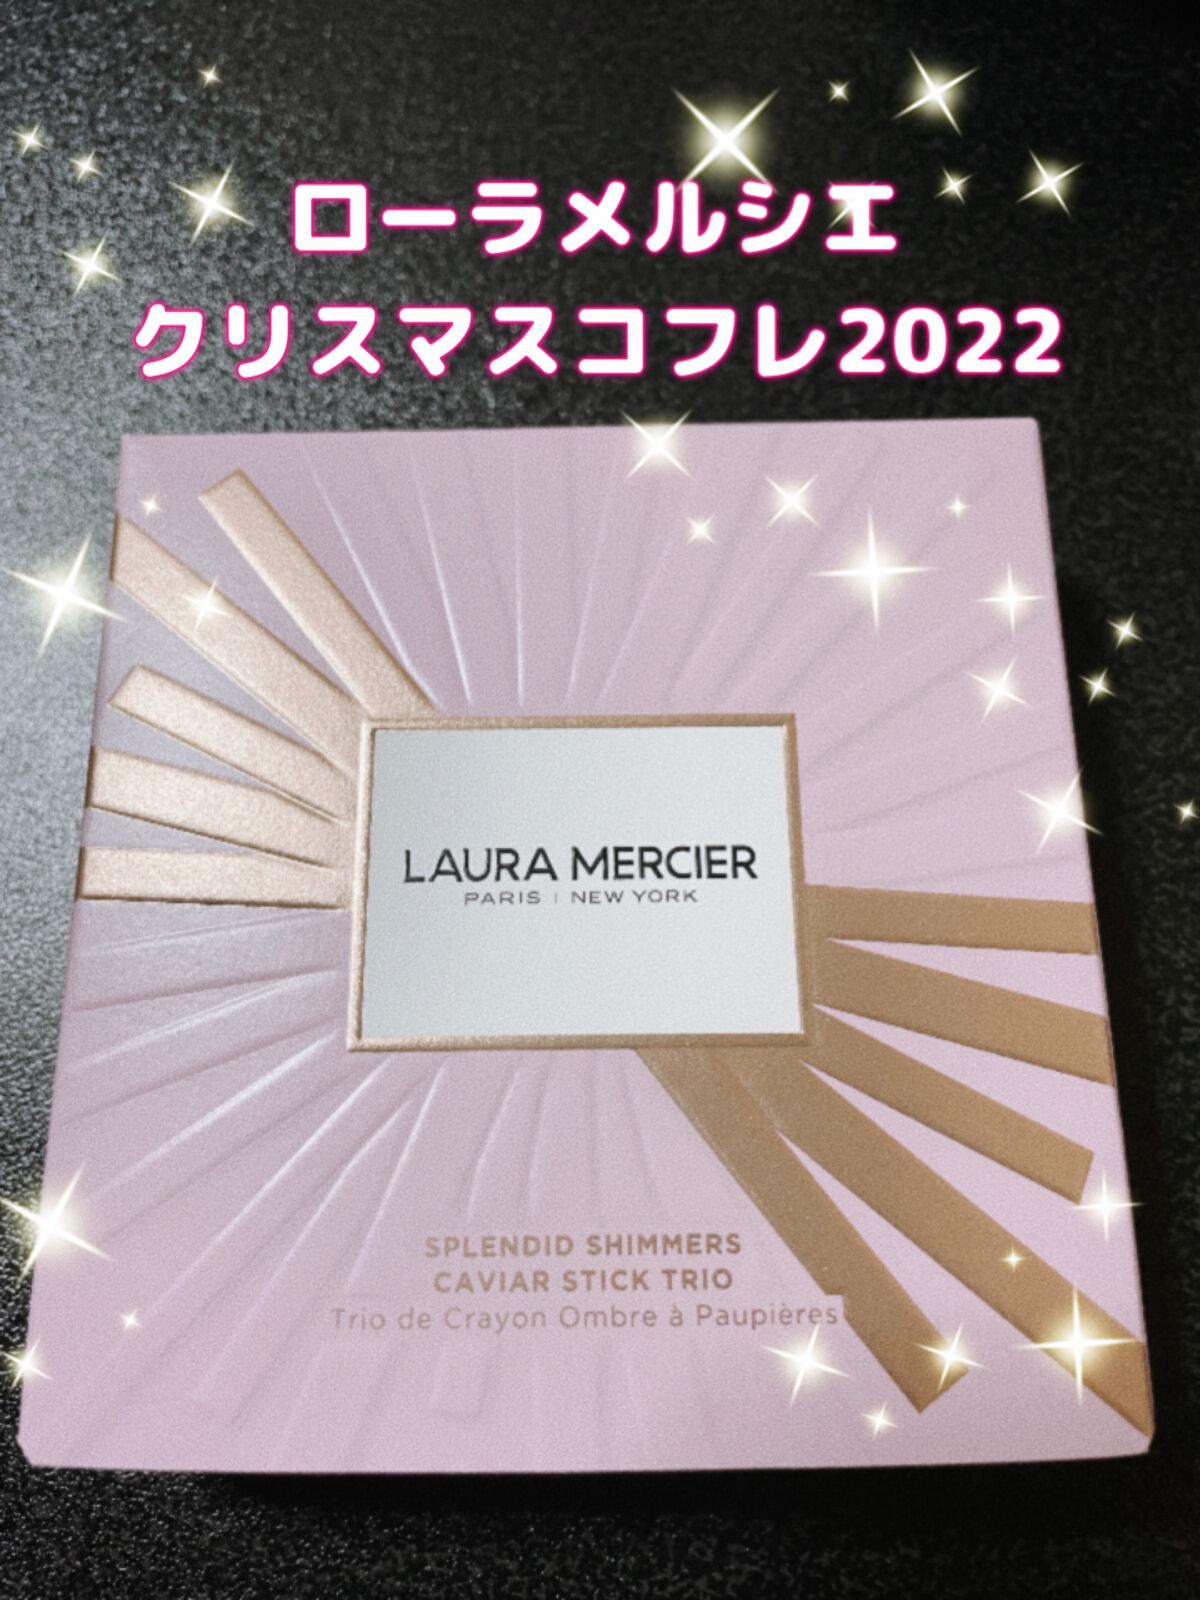 ローラメルシエ
クリスマスコフレ2022
LAURA MERCIER
PARIS | NEW YORK
SPLENDID SHIMMERS
CAVIAR STICK TRIO
Trio de Crayon Ombre à Paupières